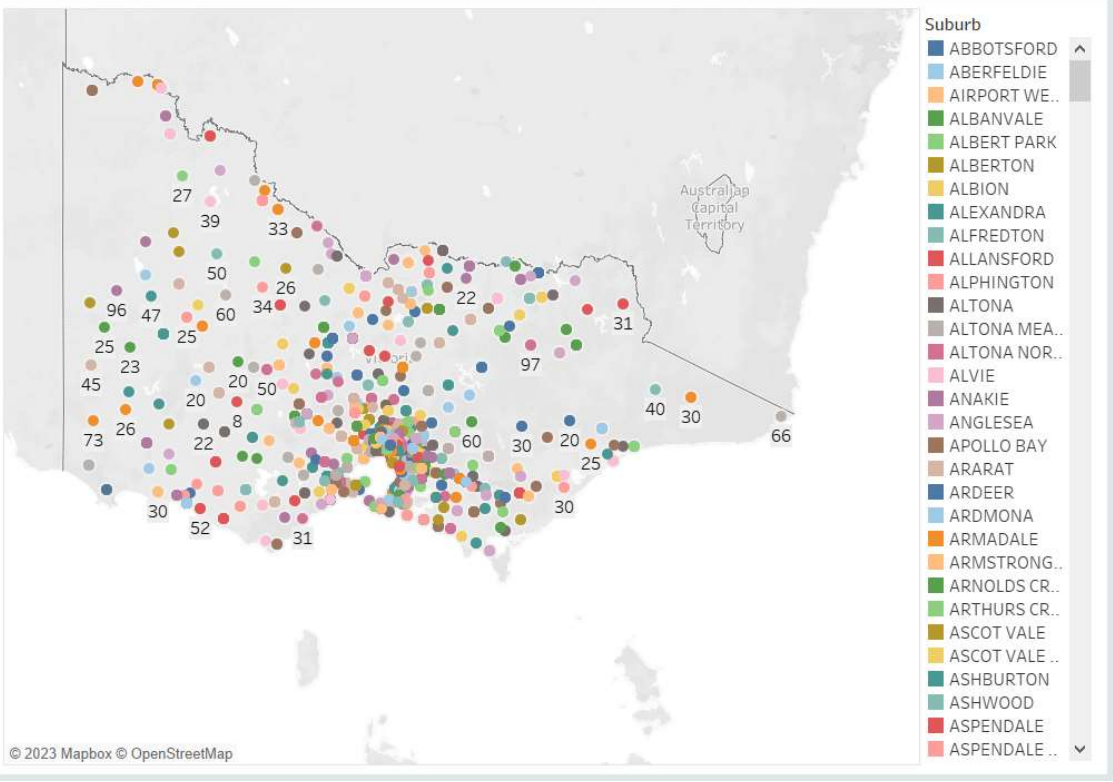 Suburb
ABBOTSFORD
ABERFELDIE
AIRPORT WE..
ALBANVALE
ALBERT PARK
ALBERTON
ALBION
ALEXANDRA
ALFREDTON
ALLANSFORD
ALPHINGTON
ALTONA
ALTONA MEA..
ALTONA NOR..
ALVIE
ANAKIE
ANGLESEA
APOLLO BAY
ARARAT
ARDEER
ARDMONA
ARMADALE
ARMSTRONG..
ARNOLDS CR..
ARTHURS CR..
ASCOT VALE
ASCOT VALE ..
ASHBURTON
ASHWOOD
ASPENDALE
ASPENDALE ..
Australian
Capital
Territory
27
39
33
50
26
22
96
47
60
34
31
25
25
23
97
45
20
50
20
40
30
73
26
8
22
60
30
20
66
25
30
52
31
30
© 2023 Mapbox © OpenStreetMap